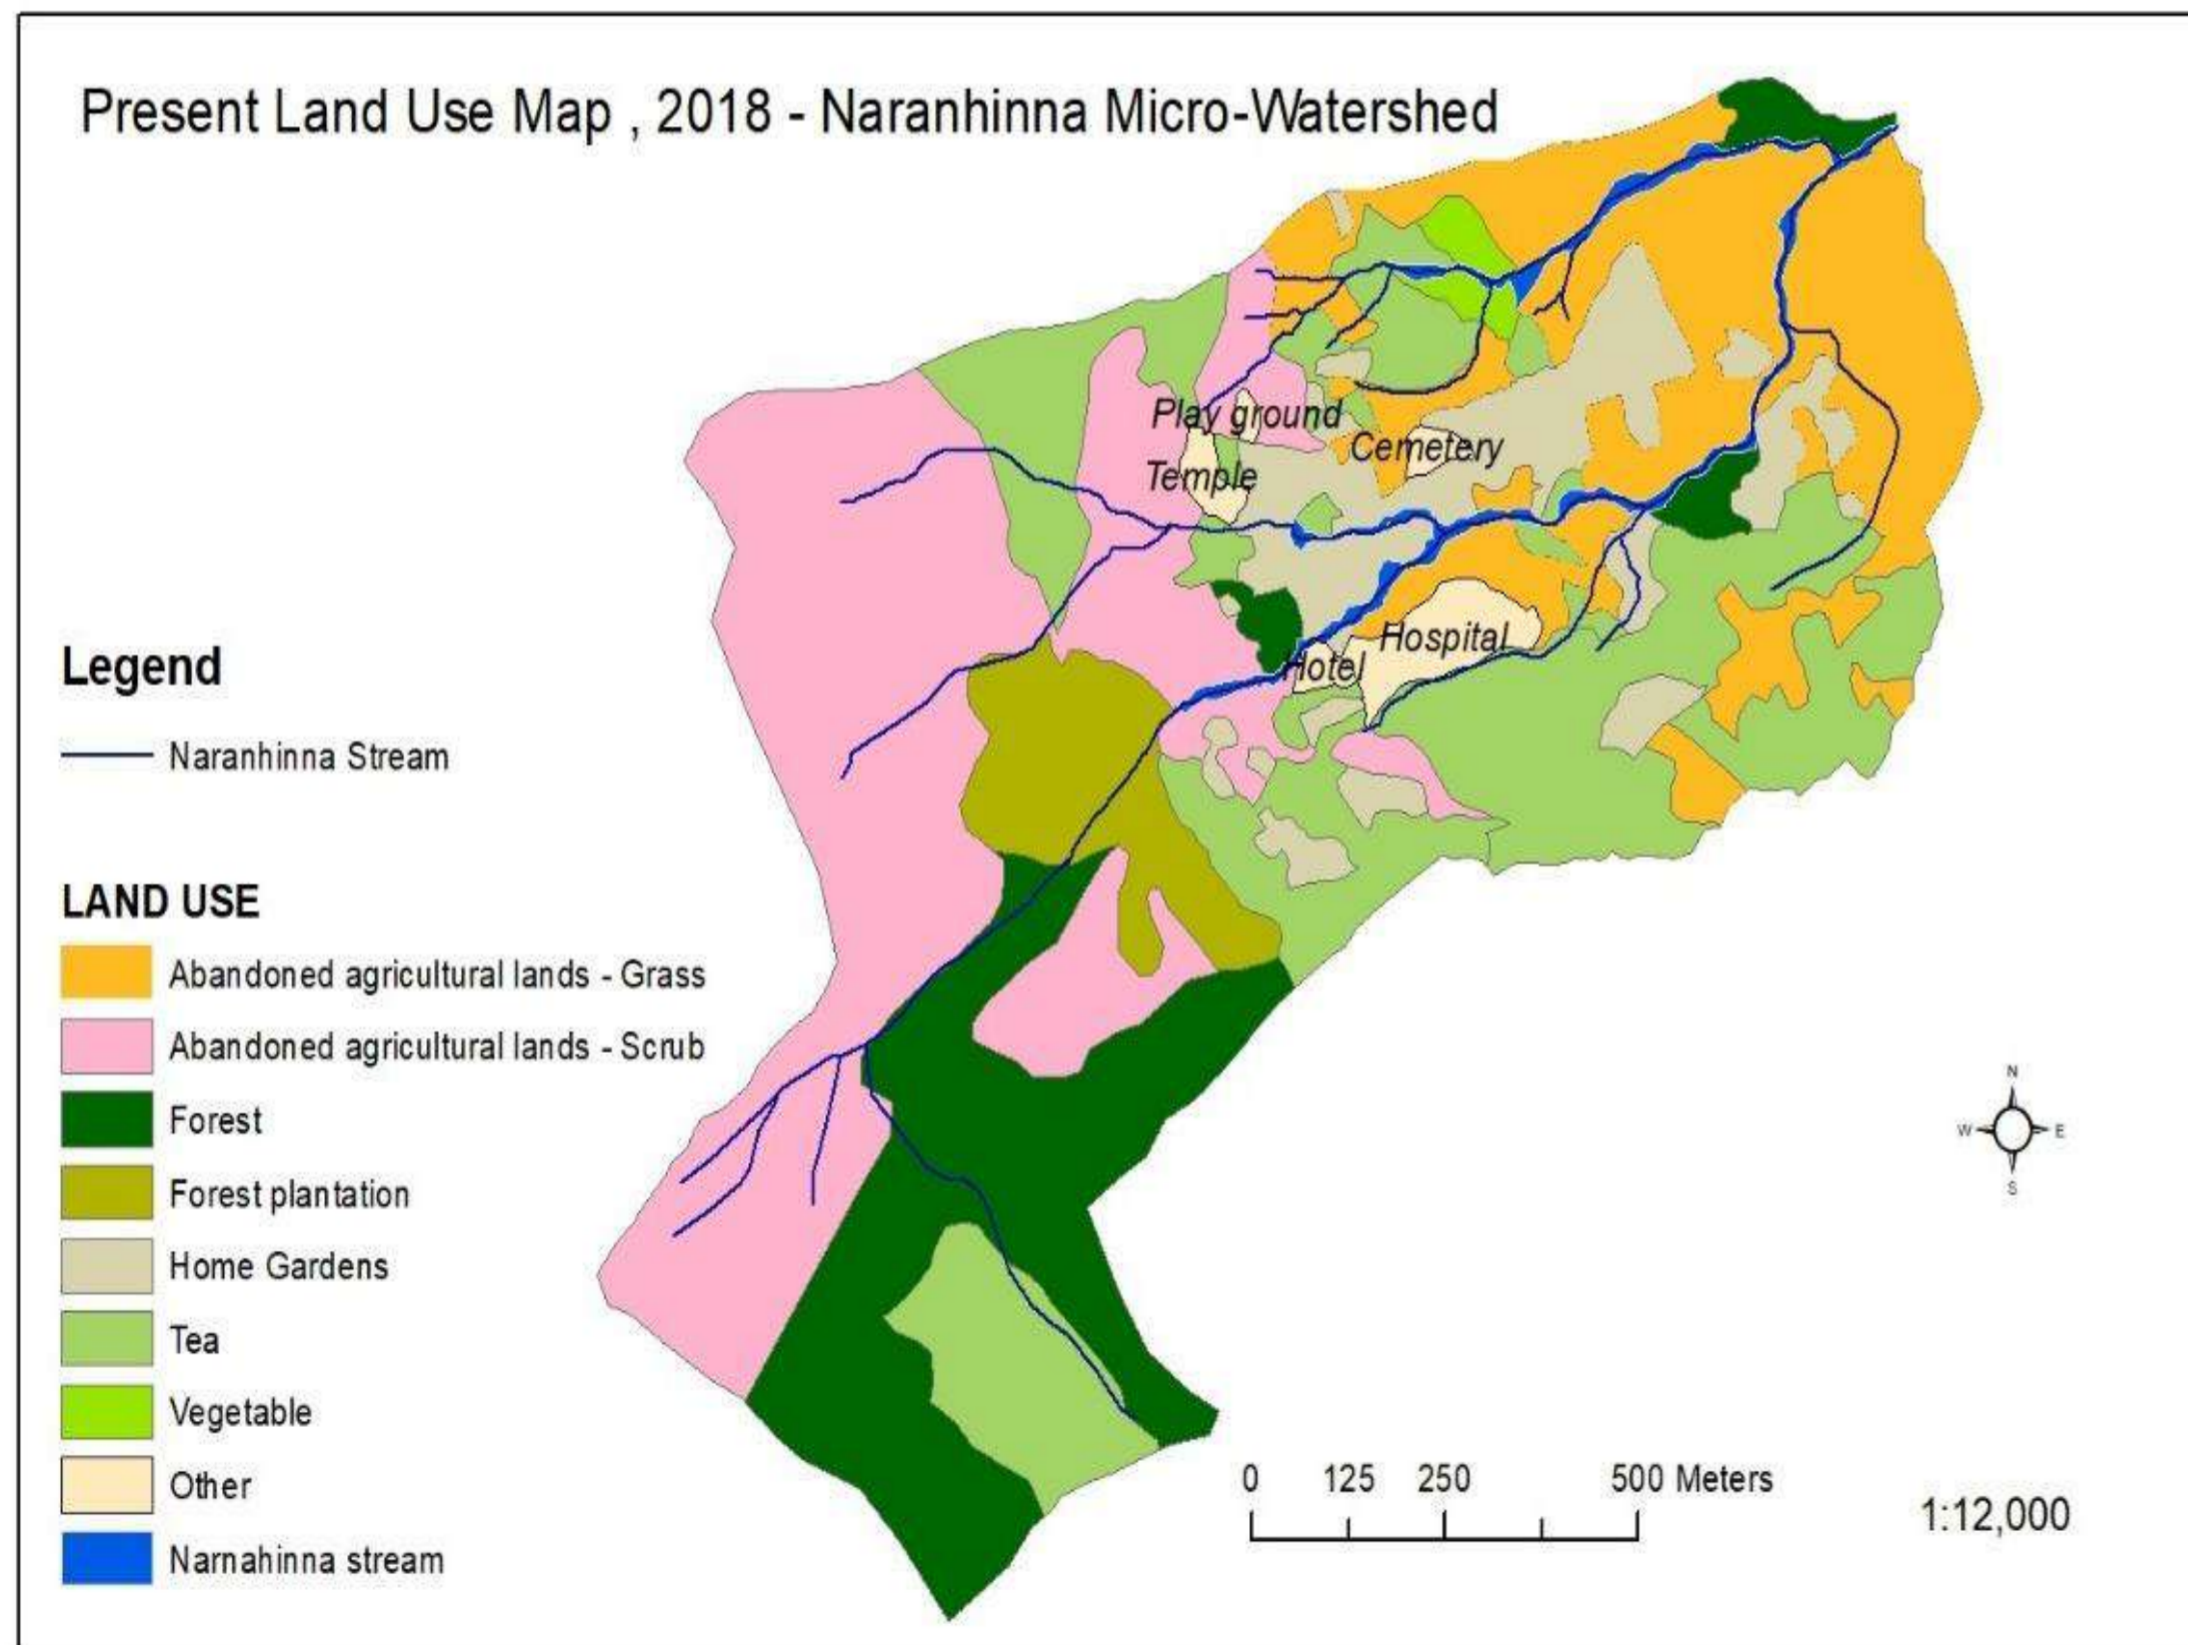 Present Land Use Map , 2018 - Naranhinna Micro-Watershed
Play ground
Cemetery
Temple
Hospital
Hotel
Legend
Naranhinna Stream
LAND USE
Abandoned agricultural lands - Grass
Abandoned agricultural lands - Scrub
Forest
Forest plantation
Home Gardens
Tea
Vegetable
Other
Narnahinna stream
N
W E
S
0 125 250 500 Meters
1:12,000